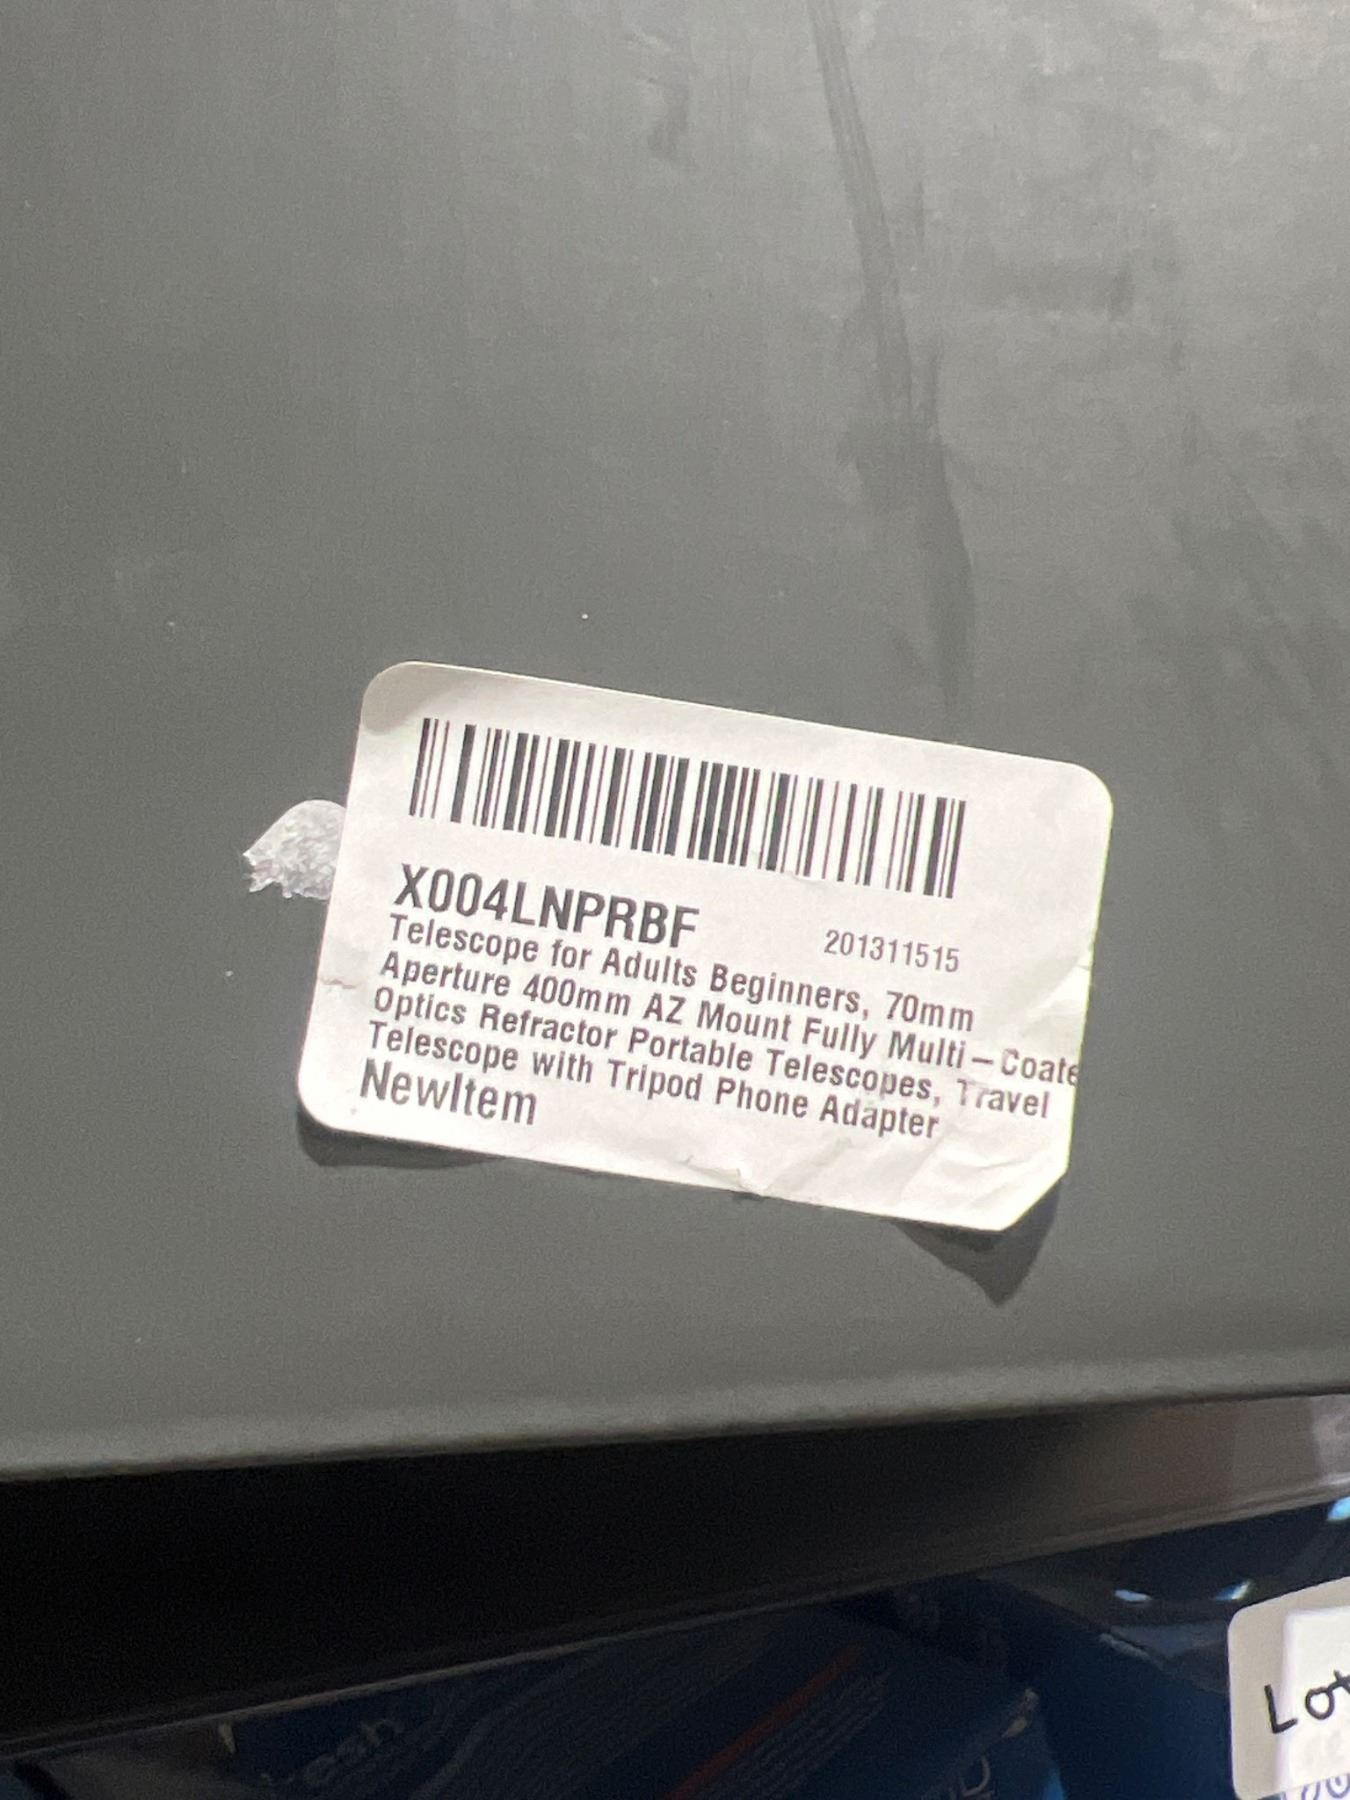 X004LNPRBF
201311515
Telescope for Adults Beginners, 70mm
Aperture 400mm AZ Mount Fully Multi-Coate
Optics Refractor Portable Telescopes, Travel
Telescope with Tripod Phone Adapter
NewItem
Lot